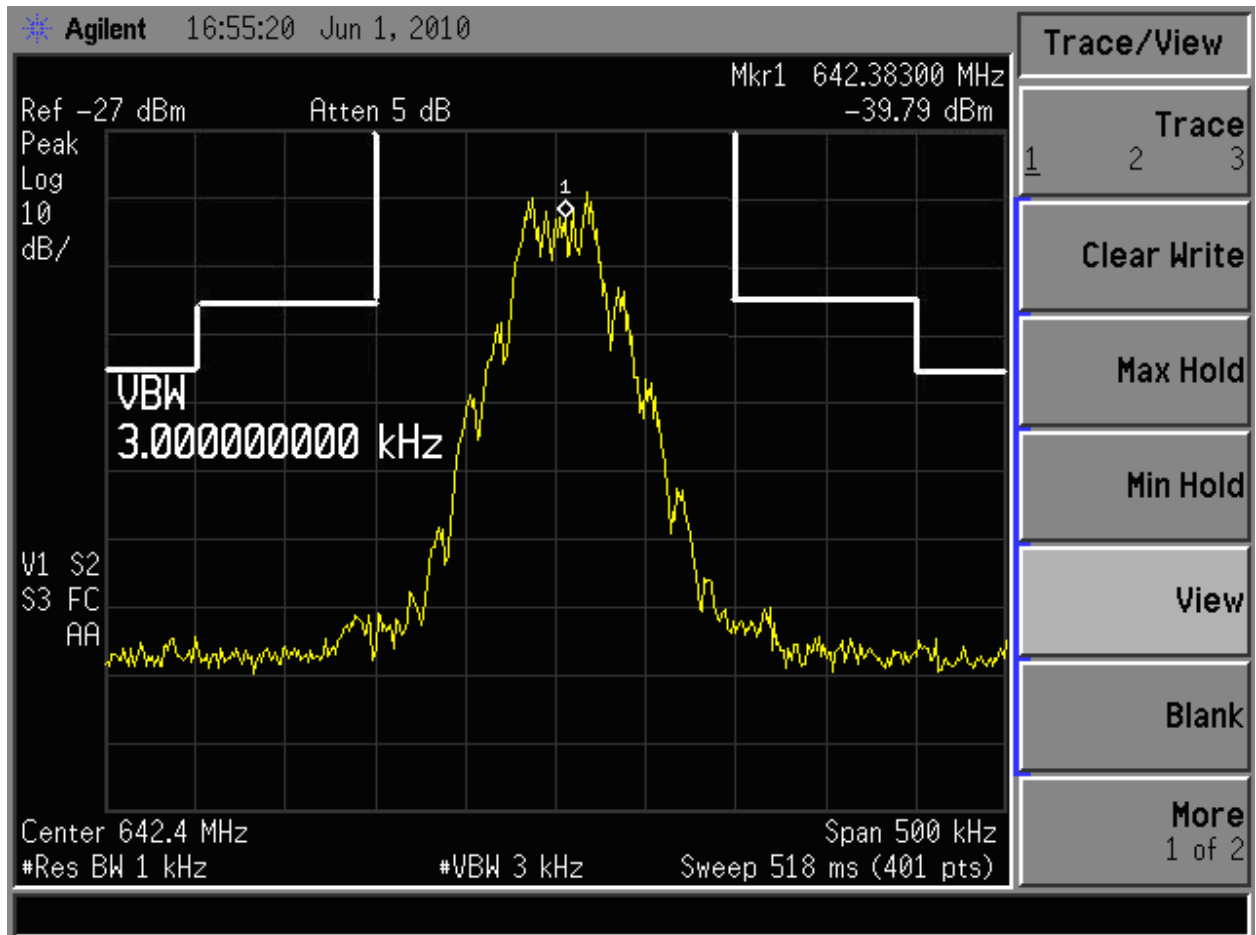 Agilent 16:55:20 Jun 1, 2010
Mkr1 642.38300 MHz
Ref -27 dBm Atten 5 dB -39.79 dBm
Peak
Log
10
dB/
1
VBW
3.000000000 kHz
V1 S2
S3 FC
AA
Center 642.4 MHz Span 500 kHz
#Res BW 1 kHz #VBW 3 kHz Sweep 518 ms (401 pts)
Trace/View
Trace
1 2 3
Clear Write
Max Hold
Min Hold
View
Blank
More
1 of 2